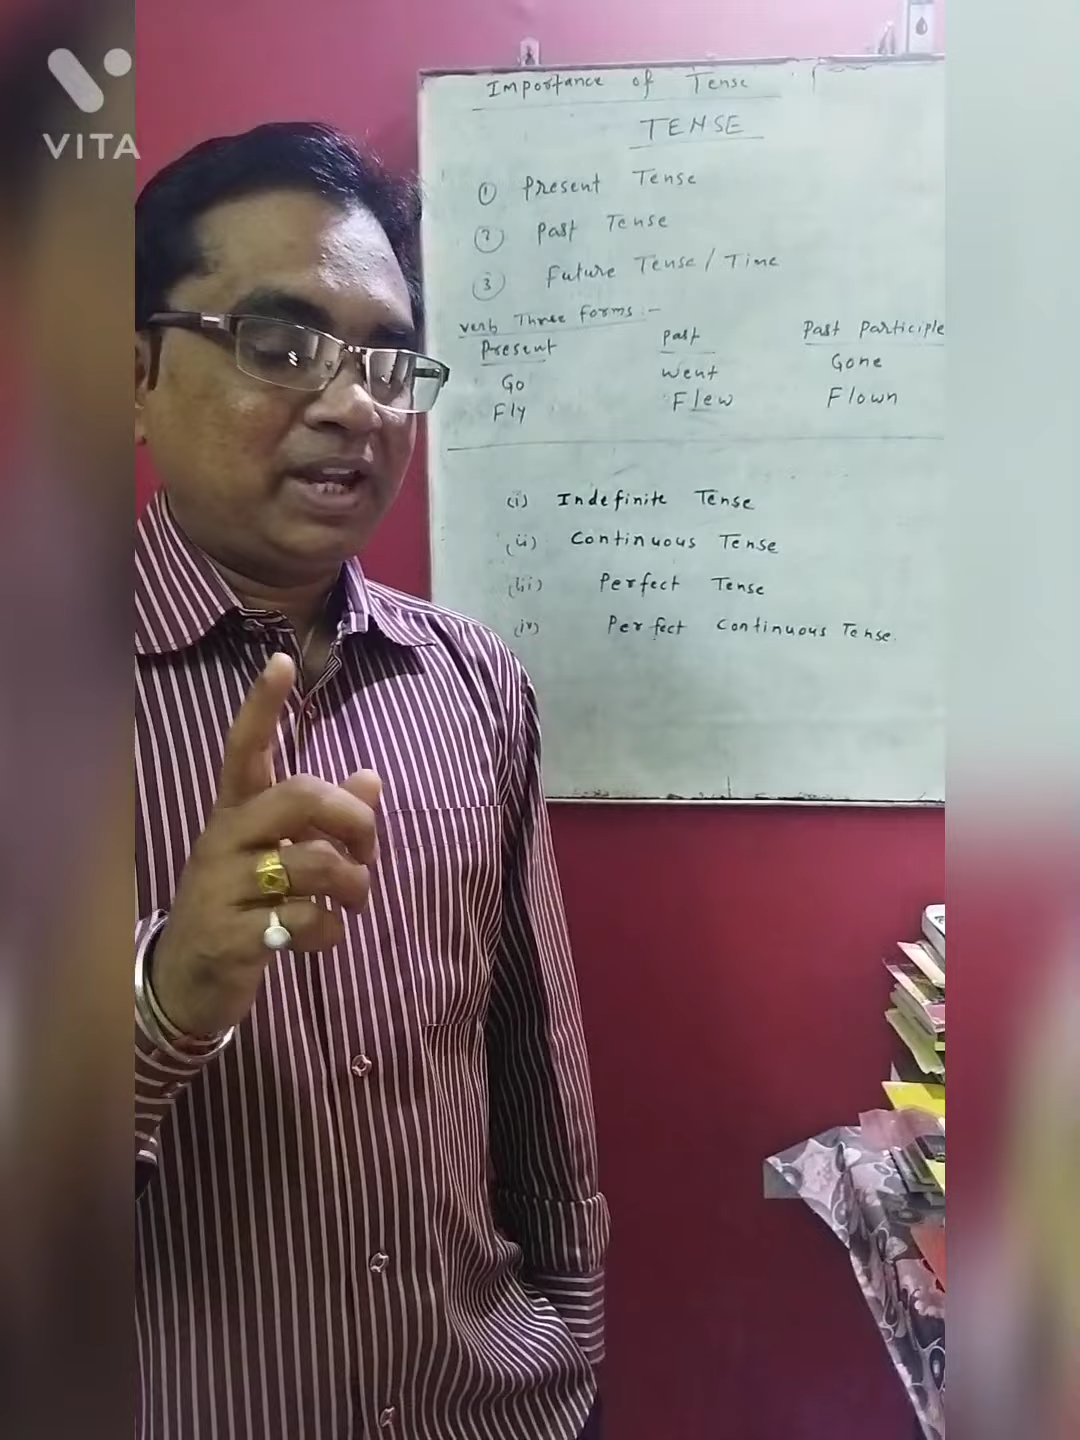 VITA
Importance of Tense
TENSE
① Present Tense
② Past Tense
③ Future Tense / Time
Verb Three Forms :-
Present Past Past Participle
Go Went Gone
Fly Flew Flown
(i) Indefinite Tense
(ii) Continuous Tense
(iii) Perfect Tense
(iv) Perfect Continuous Tense.